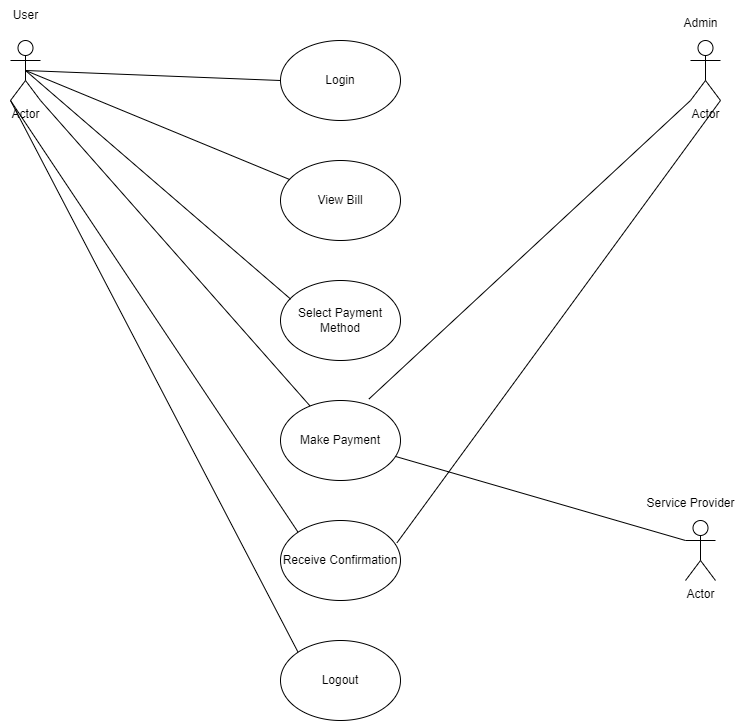 User
Admin
Login
Actor
Actor
View Bill
Select Payment
Method
Make Payment
Service Provider
Receive Confirmation
Actor
Logout